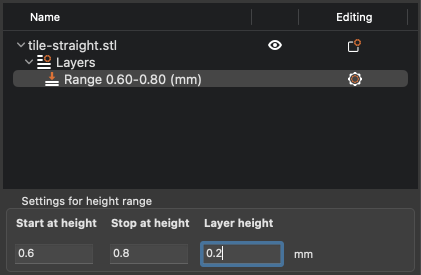 Name Editing
tile-straight.stl
Layers
Range 0.60-0.80 (mm)
Settings for height range
Start at height Stop at height Layer height
0.6 0.8 0.2 mm